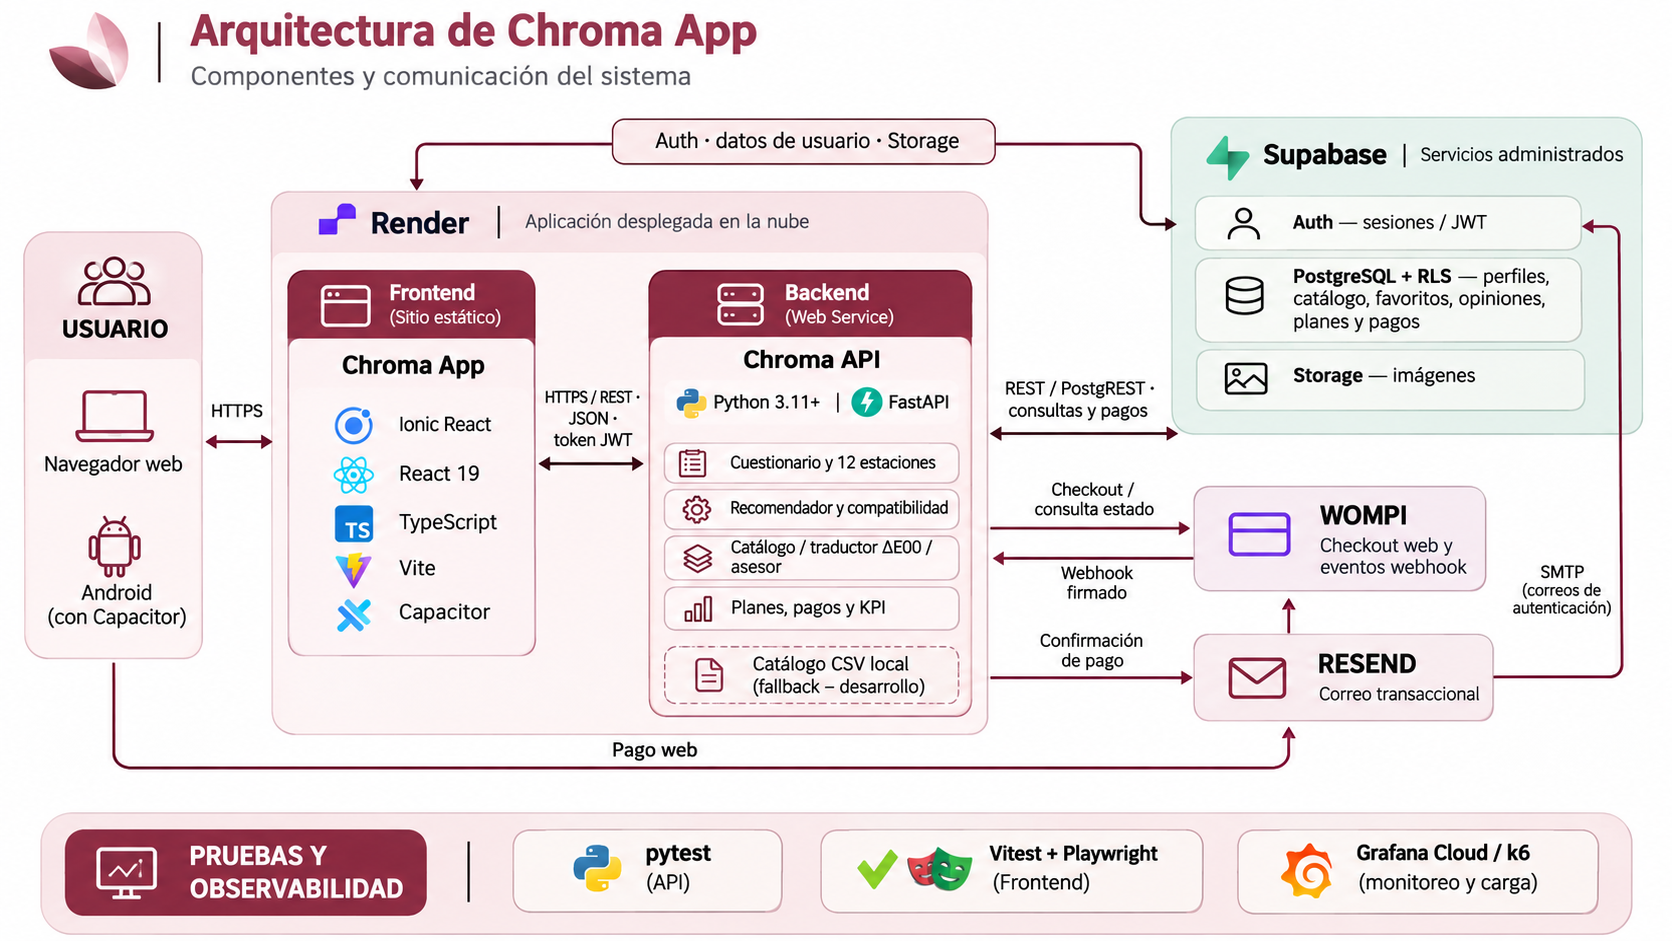 Arquitectura de Chroma App
Componentes y comunicación del sistema
Auth · datos de usuario · Storage
Supabase | Servicios administrados
Auth — sesiones / JWT
PostgreSQL + RLS — perfiles,
catálogo, favoritos, opiniones,
planes y pagos
Storage — imágenes
Render | Aplicación desplegada en la nube
USUARIO
Navegador web
Android
(con Capacitor)
HTTPS
Frontend
(Sitio estático)
Chroma App
Ionic React
React 19
TS
TypeScript
Vite
Capacitor
HTTPS / REST ·
JSON ·
token JWT
Backend
(Web Service)
Chroma API
Python 3.11+ | FastAPI
Cuestionario y 12 estaciones
Recomendador y compatibilidad
Catálogo / traductor ΔE00 /
asesor
Planes, pagos y KPI
Catálogo CSV local
(fallback – desarrollo)
REST / PostgREST ·
consultas y pagos
Checkout /
consulta estado
Webhook
firmado
Confirmación
de pago
WOMPI
Checkout web y
eventos webhook
RESEND
Correo transaccional
SMTP
(correos de
autenticación)
Pago web
PRUEBAS Y
OBSERVABILIDAD
pytest
(API)
Vitest + Playwright
(Frontend)
Grafana Cloud / k6
(monitoreo y carga)